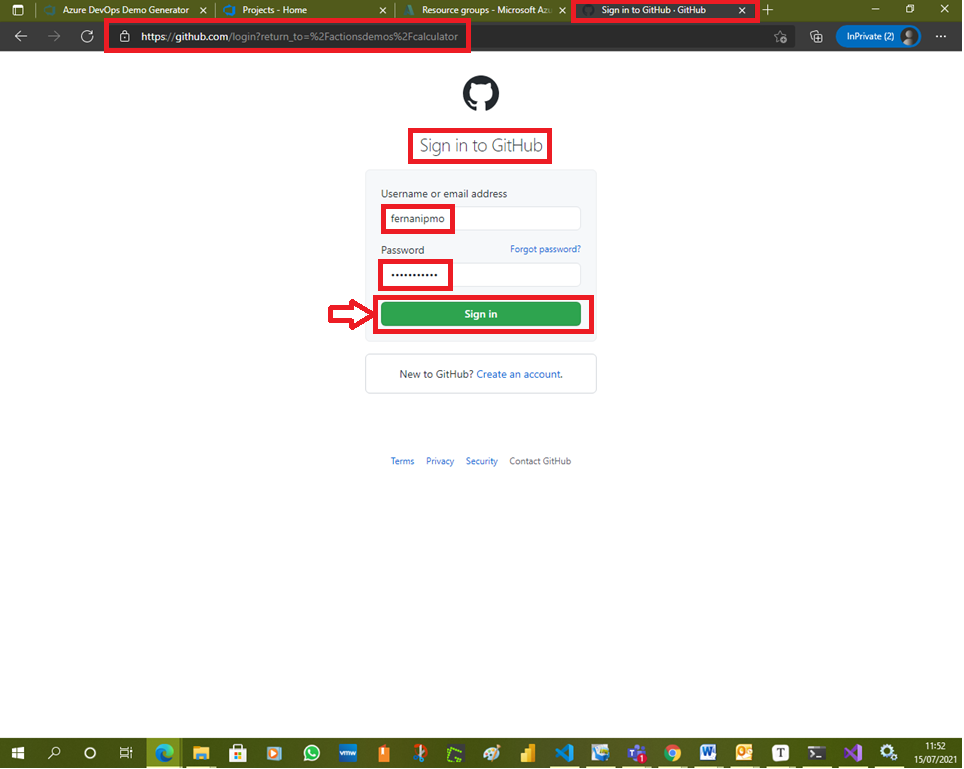 Azure DevOps Demo Generator
Projects - Home
Resource groups - Microsoft Azu
Sign in to GitHub · GitHub
https://github.com/login?return_to=%2Factionsdemos%2Fcalculator
InPrivate (2)
Sign in to GitHub
Username or email address
fernanipmo
Password
Forgot password?
•••••••••••
Sign in
New to GitHub? Create an account.
Terms Privacy Security Contact GitHub
vmw
T
1
11:52
15/07/2021